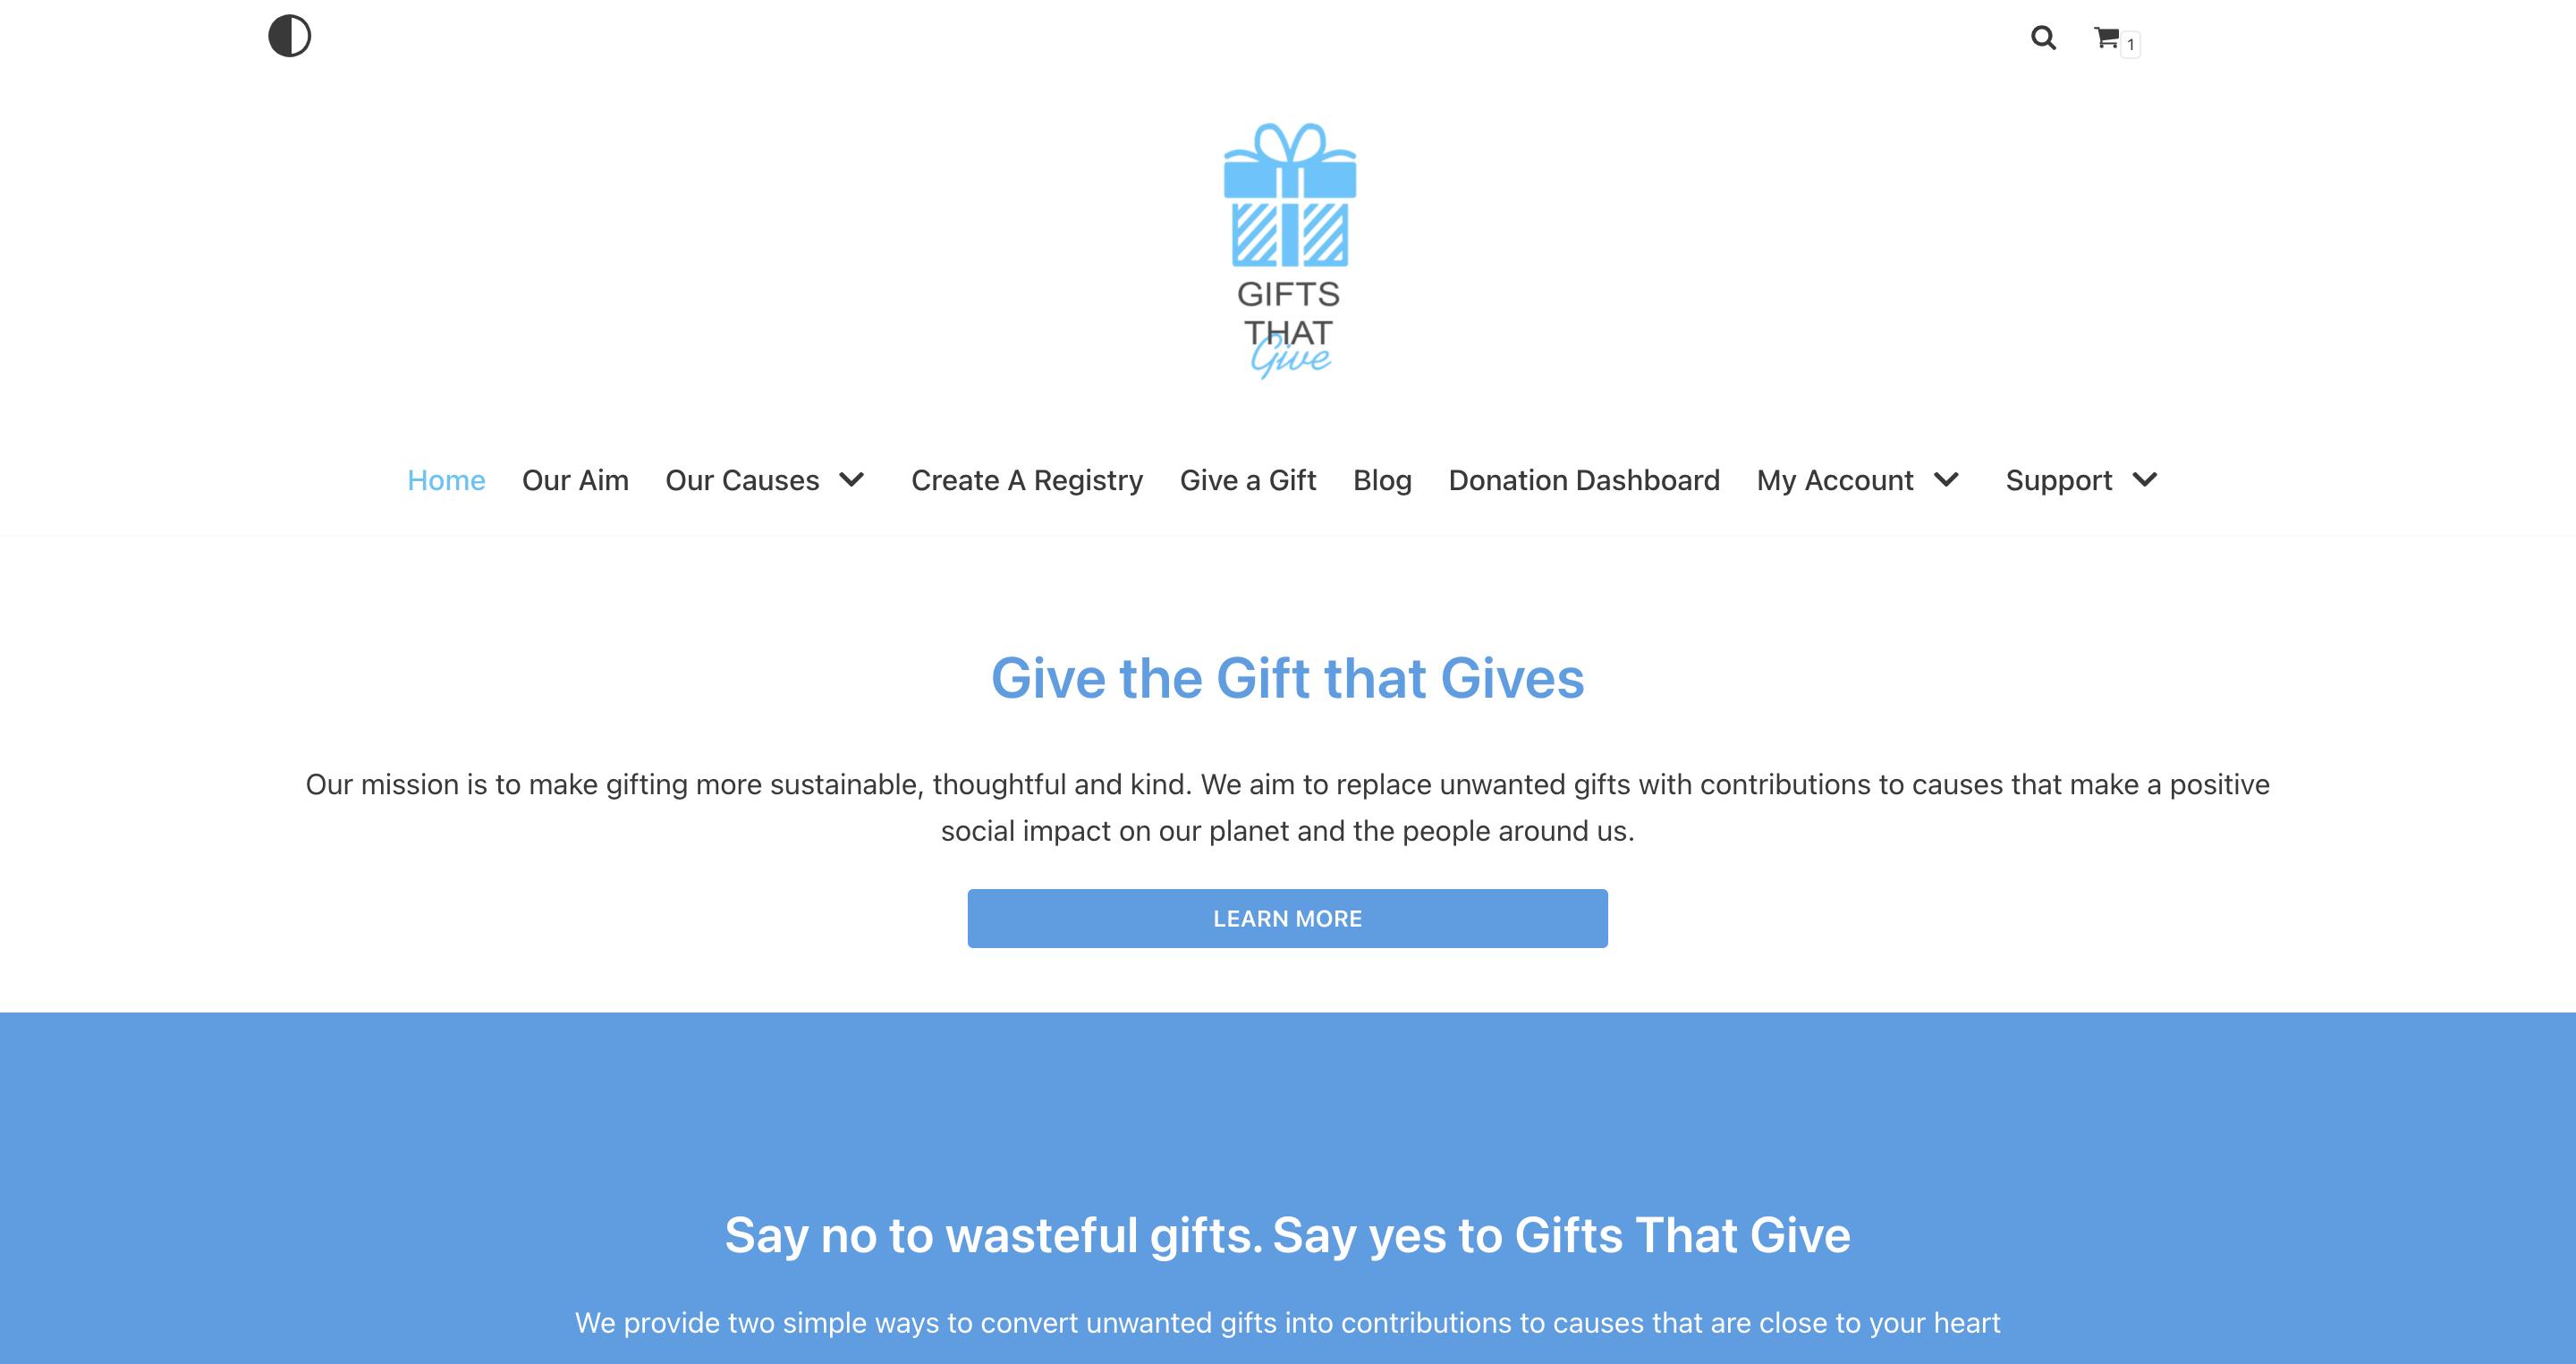 1
GIFTS
THAT
Give
Home Our Aim Our Causes Create A Registry Give a Gift Blog Donation Dashboard My Account Support
Give the Gift that Gives
Our mission is to make gifting more sustainable, thoughtful and kind. We aim to replace unwanted gifts with contributions to causes that make a positive
social impact on our planet and the people around us.
LEARN MORE
Say no to wasteful gifts. Say yes to Gifts That Give
We provide two simple ways to convert unwanted gifts into contributions to causes that are close to your heart